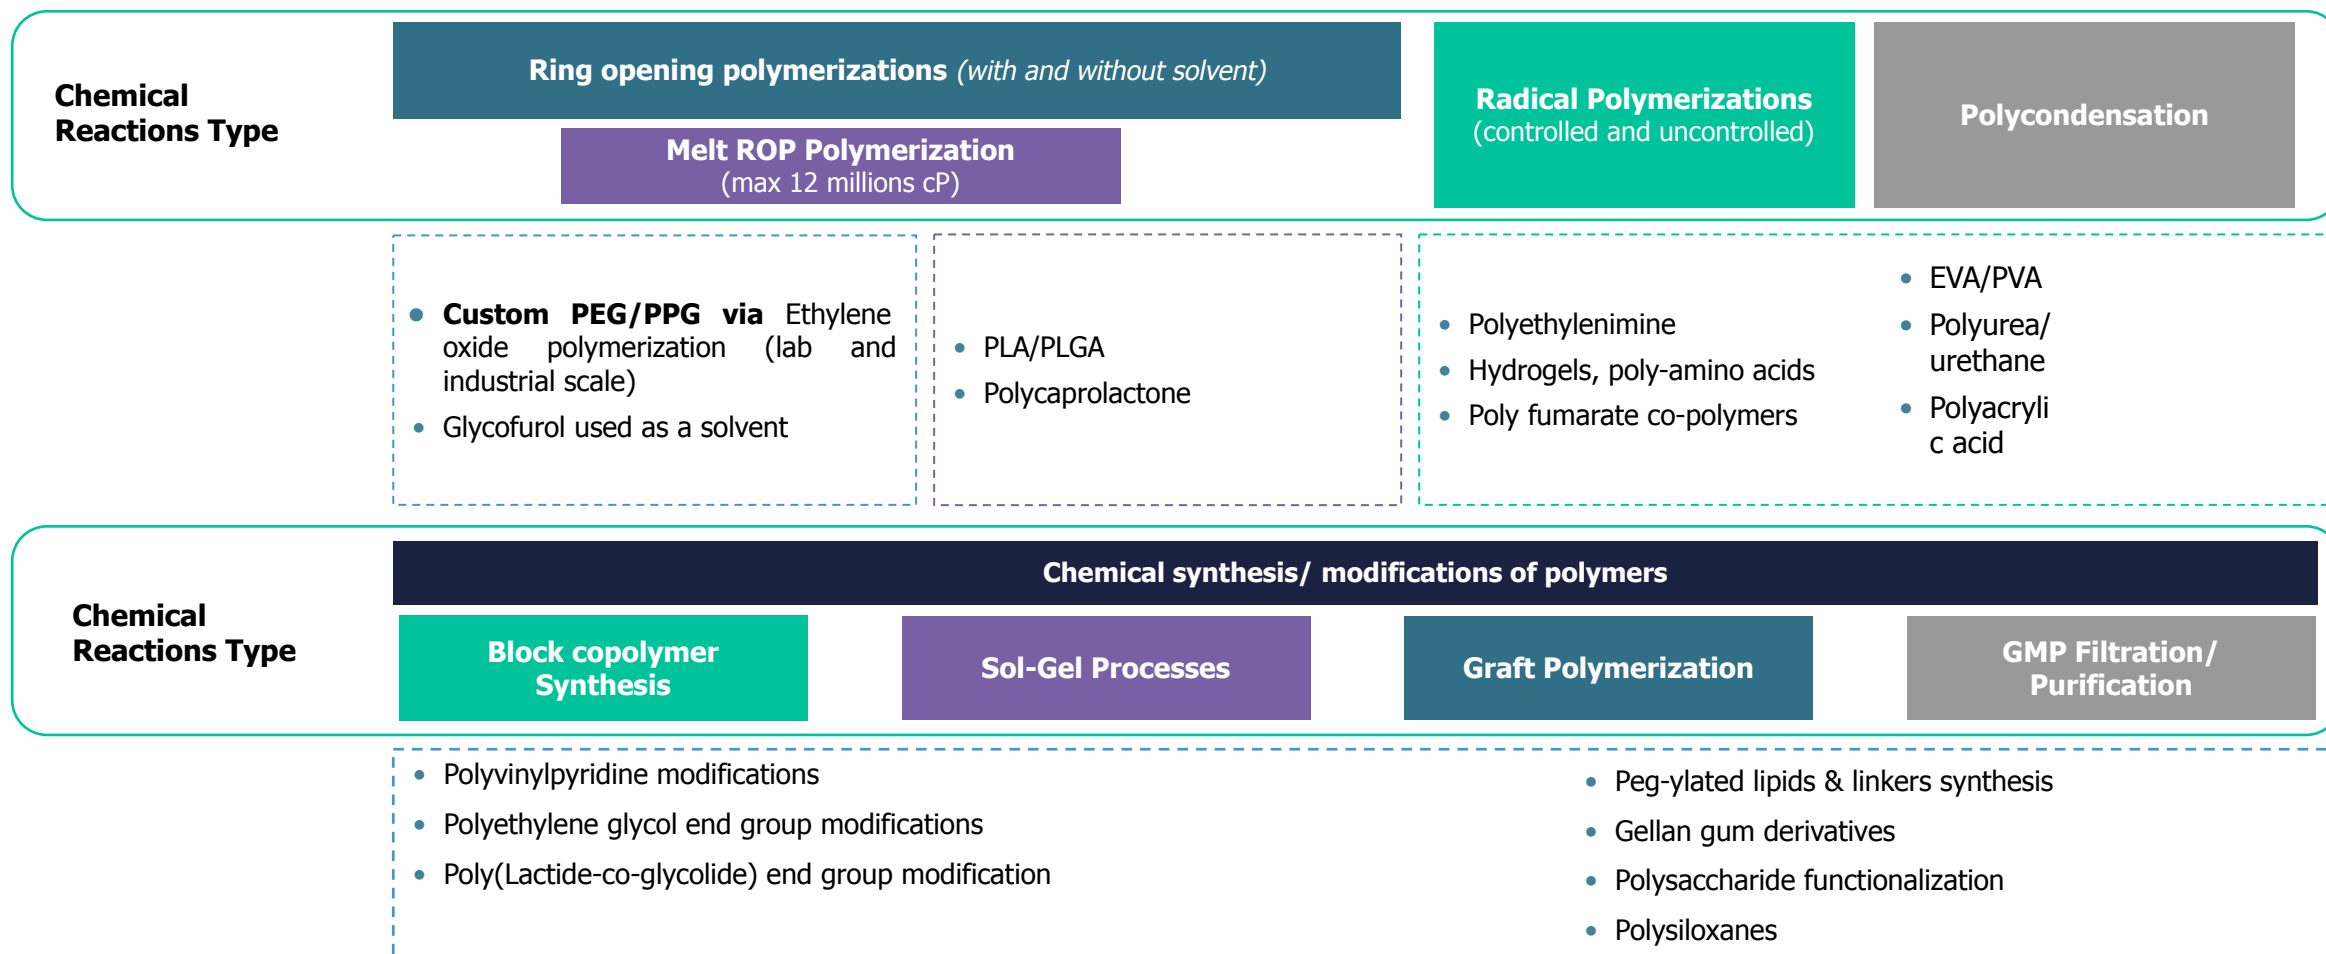 Chemical
Reactions Type
Ring opening polymerizations (with and without solvent)
Melt ROP Polymerization
(max 12 millions cP)
Radical Polymerizations
(controlled and uncontrolled)
Polycondensation
• Custom PEG/PPG via Ethylene
oxide polymerization (lab and
industrial scale)
• Glycofurol used as a solvent
• PLA/PLGA
• Polycaprolactone
• Polyethylenimine
• Hydrogels, poly-amino acids
• Poly fumarate co-polymers
• EVA/PVA
• Polyurea/
urethane
• Polyacryli
c acid
Chemical
Reactions Type
Chemical synthesis/ modifications of polymers
Block copolymer
Synthesis
Sol-Gel Processes
Graft Polymerization
GMP Filtration/
Purification
• Polyvinylpyridine modifications
• Polyethylene glycol end group modifications
• Poly(Lactide-co-glycolide) end group modification
• Peg-ylated lipids & linkers synthesis
• Gellan gum derivatives
• Polysaccharide functionalization
• Polysiloxanes